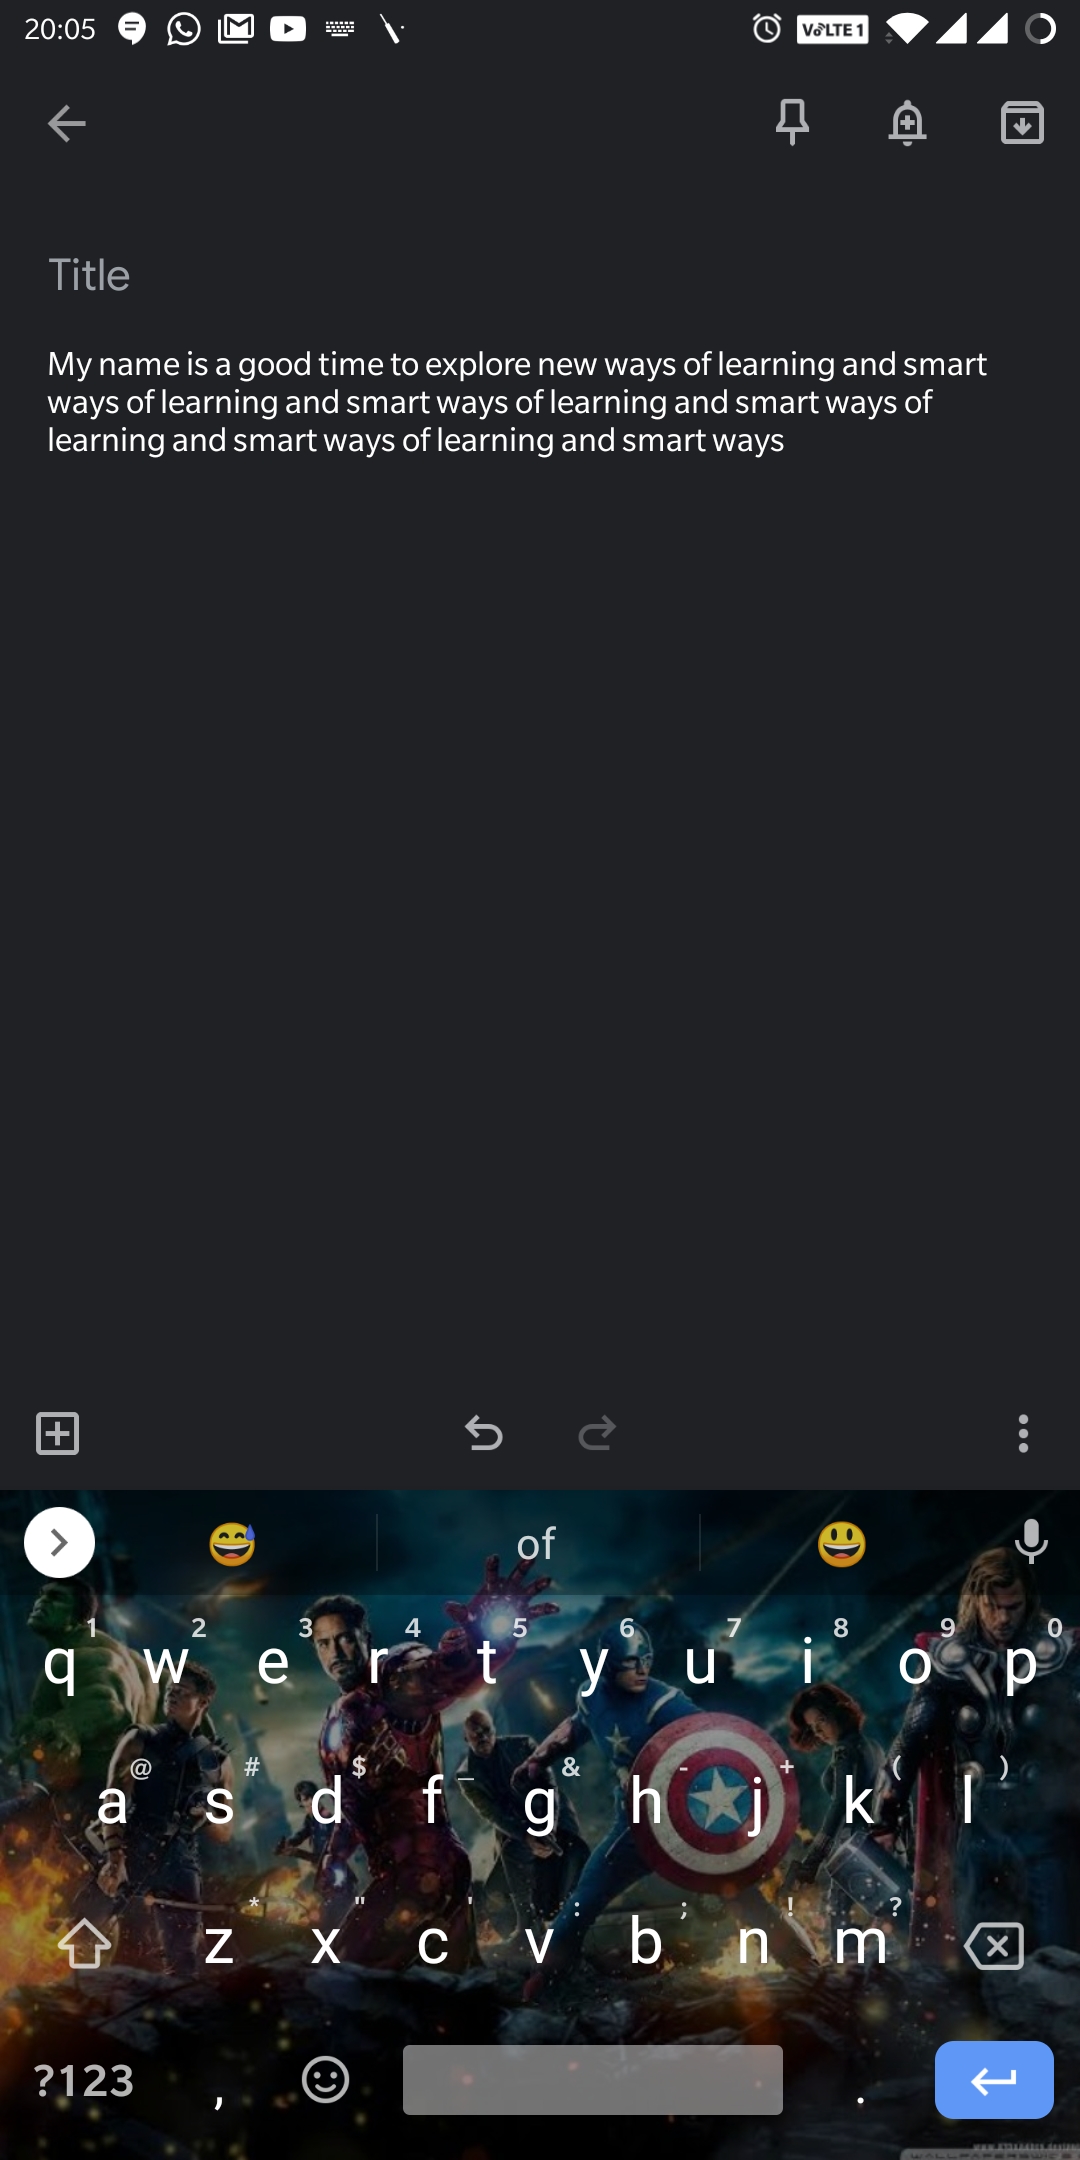 20:05 VoLTE 1
Title
My name is a good time to explore new ways of learning and smart
ways of learning and smart ways of learning and smart ways of
learning and smart ways of learning and smart ways
of
1 2 3 4 5 6 7 8 9 0
q w e r t y u i o p
@ # $ _ & - + ( )
a s d f g h j k l
* " ' : ; ! ?
z x c v b n m
?123 , .